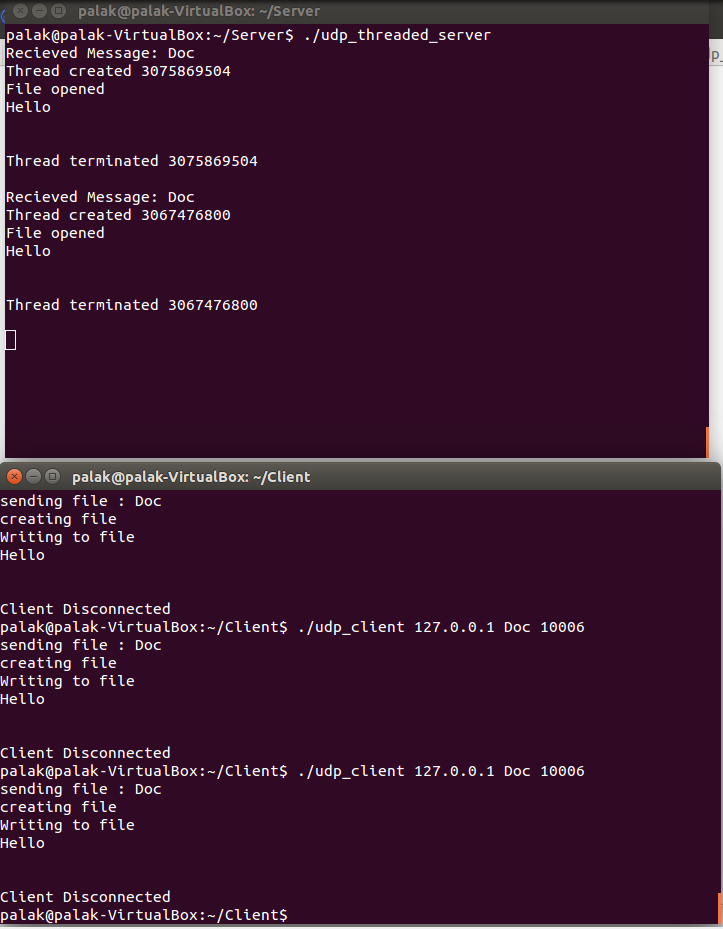 palak@palak-VirtualBox: ~/Server
palak@palak-VirtualBox:~/Server$ ./udp_threaded_server
Recieved Message: Doc
Thread created 3075869504
File opened
Hello
Thread terminated 3075869504
Recieved Message: Doc
Thread created 3067476800
File opened
Hello
Thread terminated 3067476800
palak@palak-VirtualBox: ~/Client
sending file : Doc
creating file
Writing to file
Hello
Client Disconnected
palak@palak-VirtualBox:~/Client$ ./udp_client 127.0.0.1 Doc 10006
sending file : Doc
creating file
Writing to file
Hello
Client Disconnected
palak@palak-VirtualBox:~/Client$ ./udp_client 127.0.0.1 Doc 10006
sending file : Doc
creating file
Writing to file
Hello
Client Disconnected
palak@palak-VirtualBox:~/Client$